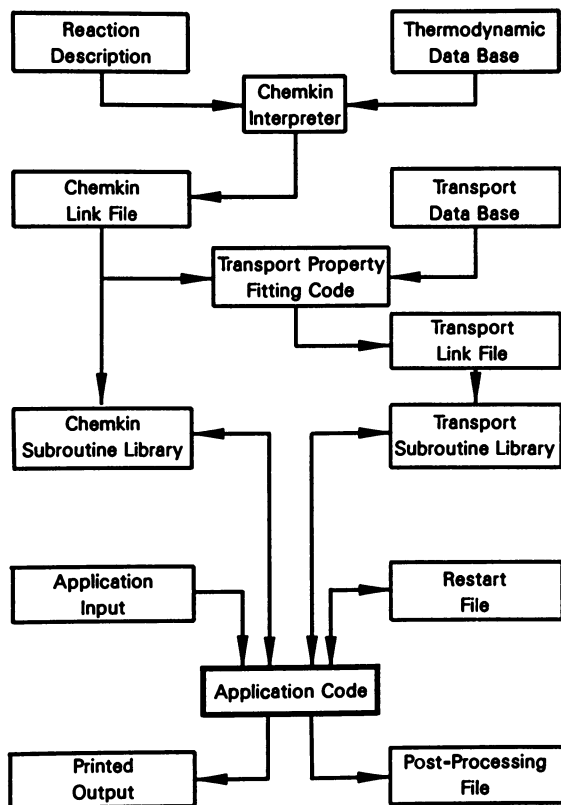 Reaction
Description
Thermodynamic
Data Base
Chemkin
Interpreter
Chemkin
Link File
Transport
Data Base
Transport Property
Fitting Code
Transport
Link File
Chemkin
Subroutine Library
Transport
Subroutine Library
Application
Input
Restart
File
Application Code
Printed
Output
Post-Processing
File